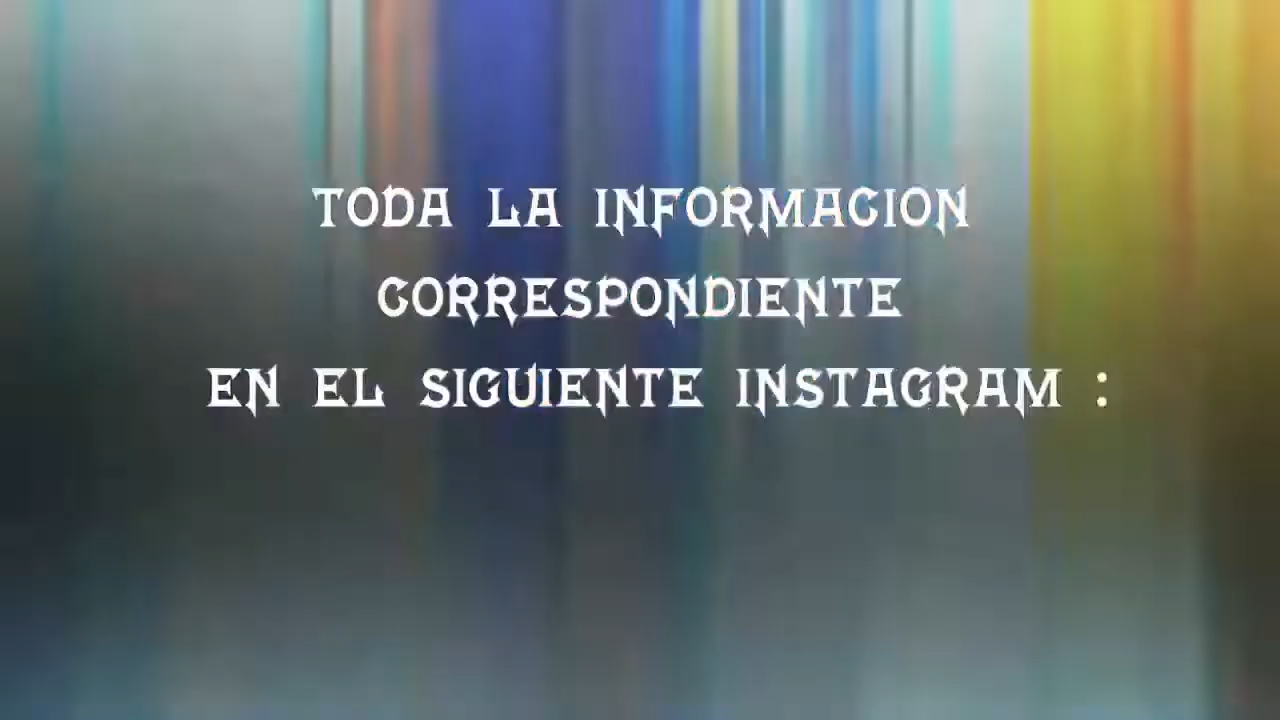 TODA LA INFORMACION
CORRESPONDIENTE
EN EL SIGUIENTE INSTAGRAM :